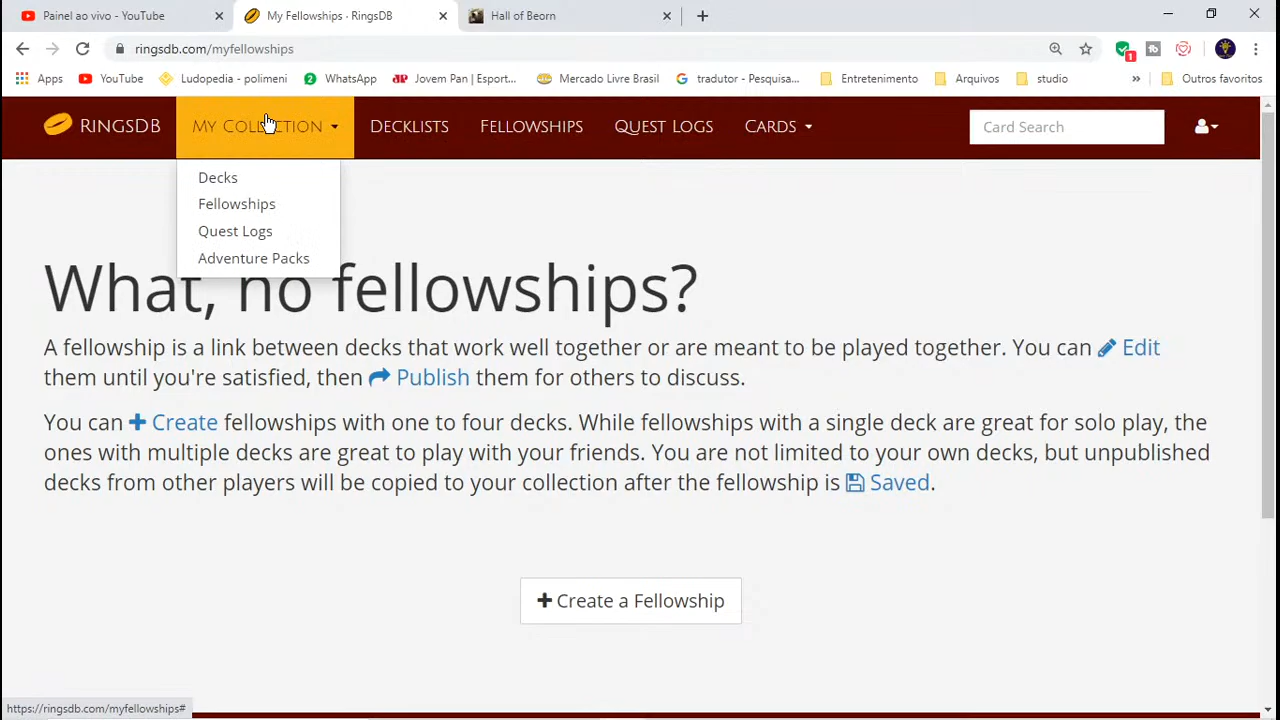 Painel ao vivo - YouTube
My Fellowships · RingsDB
Hall of Beorn
ringsdb.com/myfellowships
Apps YouTube Ludopedia - polimeni 2 WhatsApp JP Jovem Pan | Esport... Mercado Livre Brasil tradutor - Pesquisa... Entretenimento Arquivos studio » Outros favoritos
1
RINGSDB MY COLLECTION DECKLISTS FELLOWSHIPS QUEST LOGS CARDS Card Search
Decks
Fellowships
Quest Logs
Adventure Packs
What, no fellowships?
A fellowship is a link between decks that work well together or are meant to be played together. You can Edit
them until you're satisfied, then Publish them for others to discuss.
You can Create fellowships with one to four decks. While fellowships with a single deck are great for solo play, the
ones with multiple decks are great to play with your friends. You are not limited to your own decks, but unpublished
decks from other players will be copied to your collection after the fellowship is Saved.
Create a Fellowship
https://ringsdb.com/myfellowships#